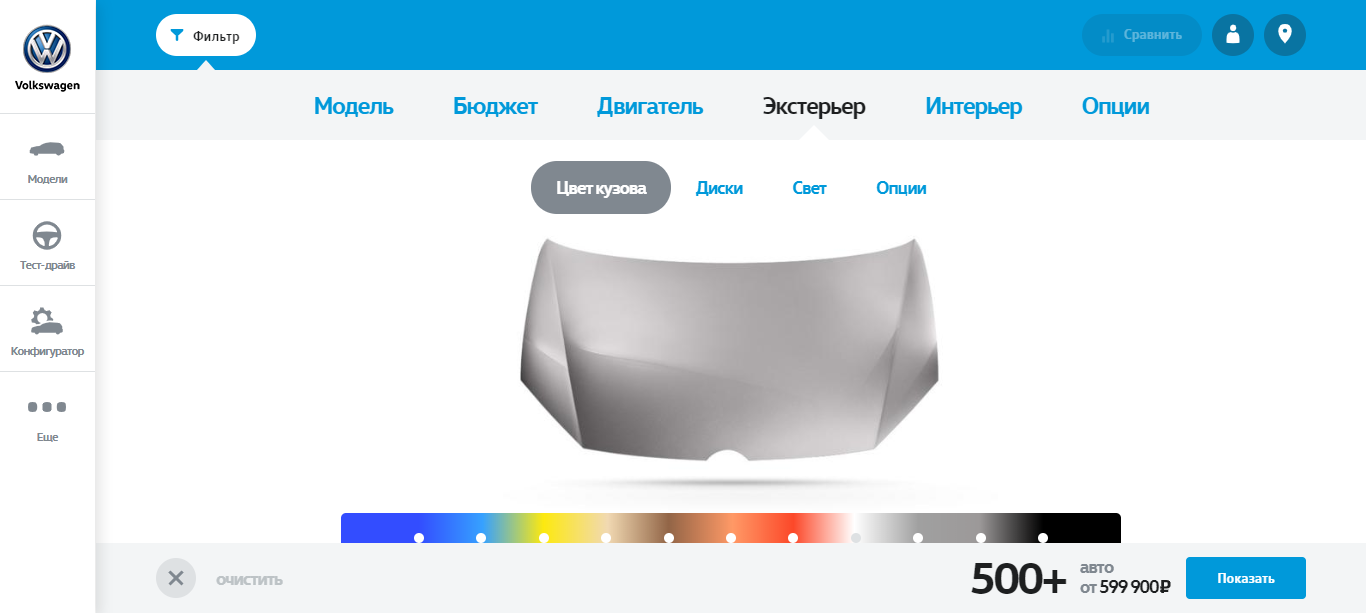 Volkswagen
Модели
Тест-драйв
Конфигуратор
Еще
Фильтр
Сравнить
Модель Бюджет Двигатель Экстерьер Интерьер Опции
Цвет кузова Диски Свет Опции
ОЧИСТИТЬ
500+
авто
от 599 900₽
Показать